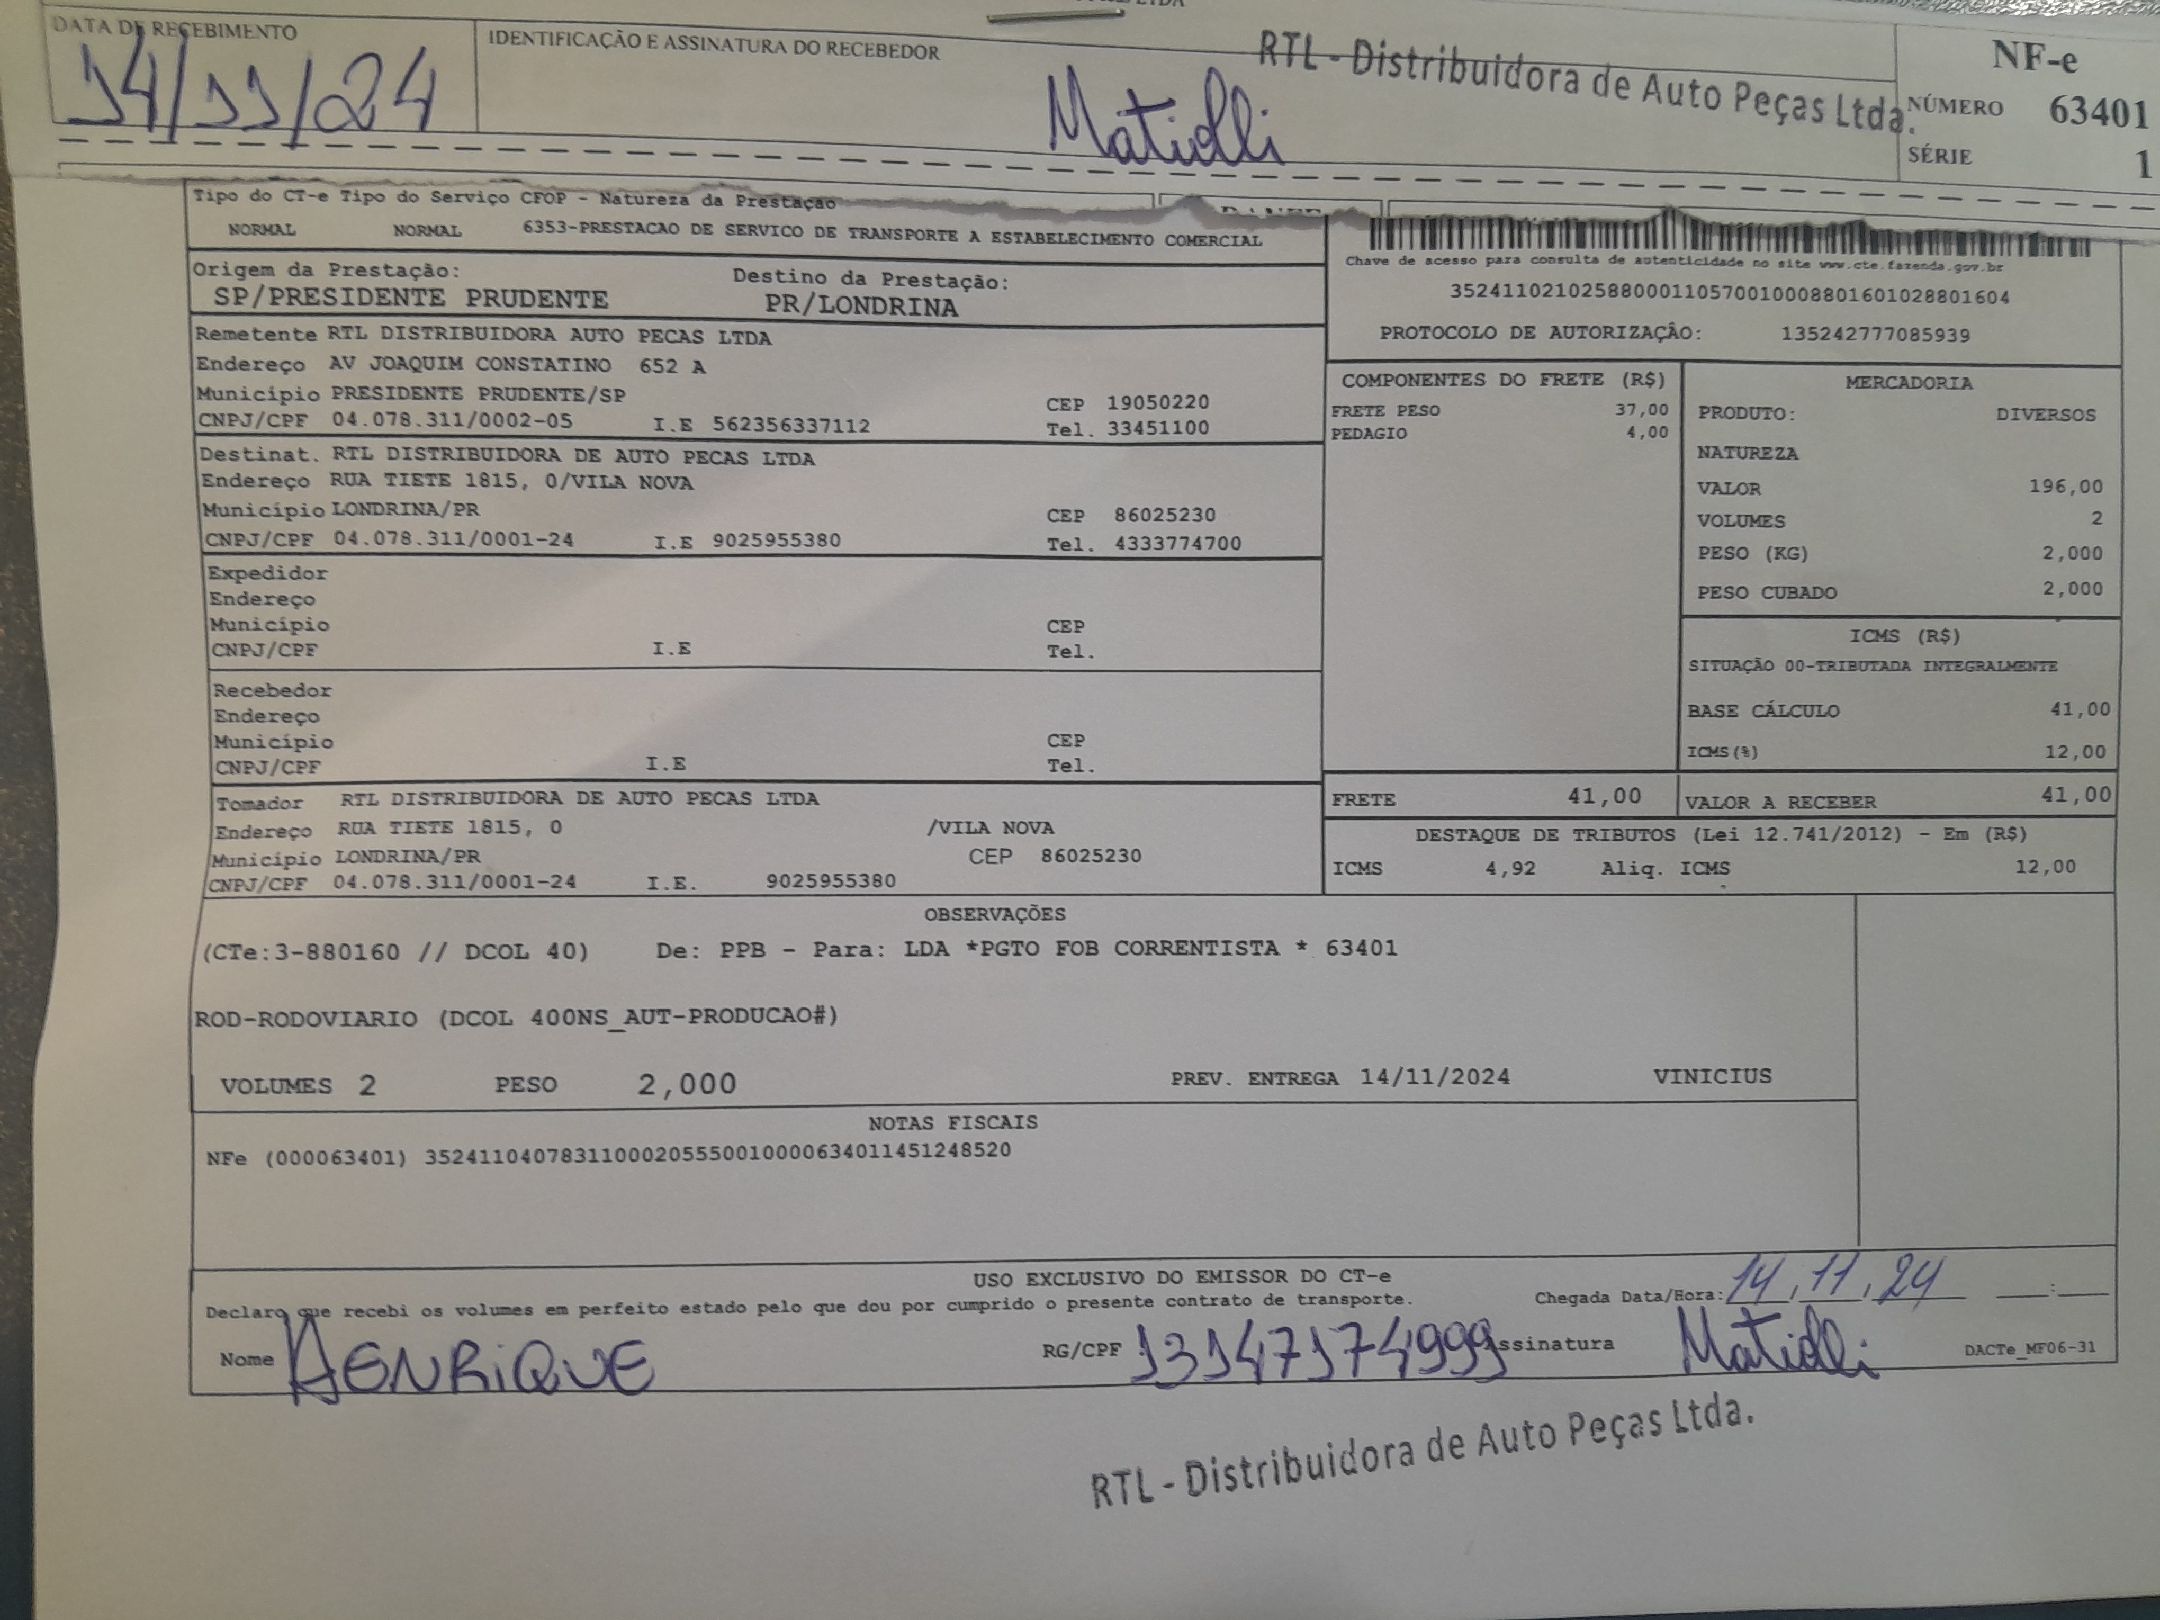 DATA DE RECEBIMENTO
14/11/24
IDENTIFICAÇÃO E ASSINATURA DO RECEBEDOR
Matiolli
RTL - Distribuidora de Auto Peças Ltda.
NF-e
NÚMERO 63401
SÉRIE 1
Tipo do CT-e Tipo do Serviço CFOP - Natureza da Prestação
NORMAL NORMAL 6353-PRESTACAO DE SERVICO DE TRANSPORTE A ESTABELECIMENTO COMERCIAL
Chave de acesso para consulta de autenticidade no site www.cte.fazenda.gov.br
35241102102588000110570010008801601028801604
PROTOCOLO DE AUTORIZAÇÂO: 135242777085939
Origem da Prestação: Destino da Prestação:
SP/PRESIDENTE PRUDENTE PR/LONDRINA
Remetente RTL DISTRIBUIDORA AUTO PECAS LTDA
Endereço AV JOAQUIM CONSTATINO 652 A
Município PRESIDENTE PRUDENTE/SP CEP 19050220
CNPJ/CPF 04.078.311/0002-05 I.E 562356337112 Tel. 33451100
Destinat. RTL DISTRIBUIDORA DE AUTO PECAS LTDA
Endereço RUA TIETE 1815, 0/VILA NOVA
Município LONDRINA/PR CEP 86025230
CNPJ/CPF 04.078.311/0001-24 I.E 9025955380 Tel. 4333774700
Expedidor
Endereço
Município CEP
CNPJ/CPF I.E Tel.
Recebedor
Endereço
Município CEP
CNPJ/CPF I.E Tel.
Tomador RTL DISTRIBUIDORA DE AUTO PECAS LTDA
Endereço RUA TIETE 1815, 0 /VILA NOVA
Município LONDRINA/PR CEP 86025230
CNPJ/CPF 04.078.311/0001-24 I.E. 9025955380
COMPONENTES DO FRETE (R$)
FRETE PESO 37,00
PEDAGIO 4,00
MERCADORIA
PRODUTO: DIVERSOS
NATUREZA
VALOR 196,00
VOLUMES 2
PESO (KG) 2,000
PESO CUBADO 2,000
ICMS (R$)
SITUAÇÃO 00-TRIBUTADA INTEGRALMENTE
BASE CÁLCULO 41,00
ICMS(%) 12,00
FRETE 41,00 VALOR A RECEBER 41,00
DESTAQUE DE TRIBUTOS (Lei 12.741/2012) - Em (R$)
ICMS 4,92 Aliq. ICMS 12,00
OBSERVAÇÕES
(CTe:3-880160 // DCOL 40) De: PPB - Para: LDA *PGTO FOB CORRENTISTA * 63401
ROD-RODOVIARIO (DCOL 400NS_AUT-PRODUCAO#)
VOLUMES 2 PESO 2,000 PREV. ENTREGA 14/11/2024 VINICIUS
NOTAS FISCAIS
NFe (000063401) 35241104078311000205550010000634011451248520
USO EXCLUSIVO DO EMISSOR DO CT-e
Declaro que recebi os volumes em perfeito estado pelo que dou por cumprido o presente contrato de transporte. Chegada Data/Hora: 14, 11, 24 __:__
Nome HENRIQUE RG/CPF 13147174999 Assinatura Matiolli DACTe_MF06-31
RTL - Distribuidora de Auto Peças Ltda.